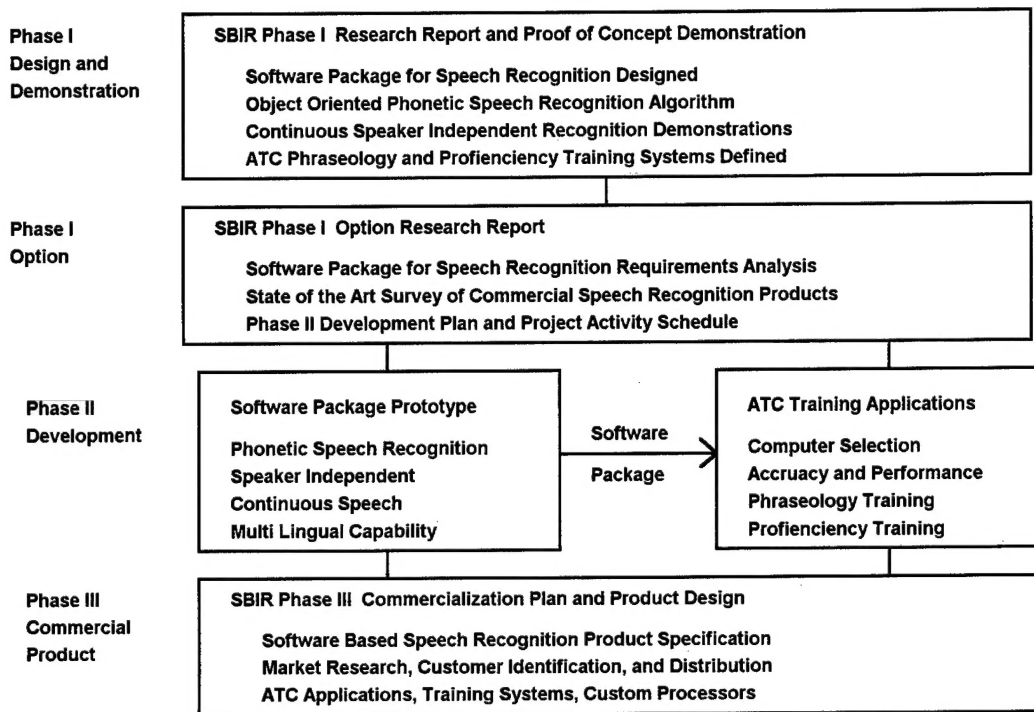 Phase I
Design and
Demonstration
SBIR Phase I Research Report and Proof of Concept Demonstration
Software Package for Speech Recognition Designed
Object Oriented Phonetic Speech Recognition Algorithm
Continuous Speaker Independent Recognition Demonstrations
ATC Phraseology and Profienciency Training Systems Defined
Phase I
Option
SBIR Phase I Option Research Report
Software Package for Speech Recognition Requirements Analysis
State of the Art Survey of Commercial Speech Recognition Products
Phase II Development Plan and Project Activity Schedule
Phase II
Development
Software Package Prototype
Phonetic Speech Recognition
Speaker Independent
Continuous Speech
Multi Lingual Capability
Software
Package
ATC Training Applications
Computer Selection
Accruacy and Performance
Phraseology Training
Profienciency Training
Phase III
Commercial
Product
SBIR Phase III Commercialization Plan and Product Design
Software Based Speech Recognition Product Specification
Market Research, Customer Identification, and Distribution
ATC Applications, Training Systems, Custom Processors